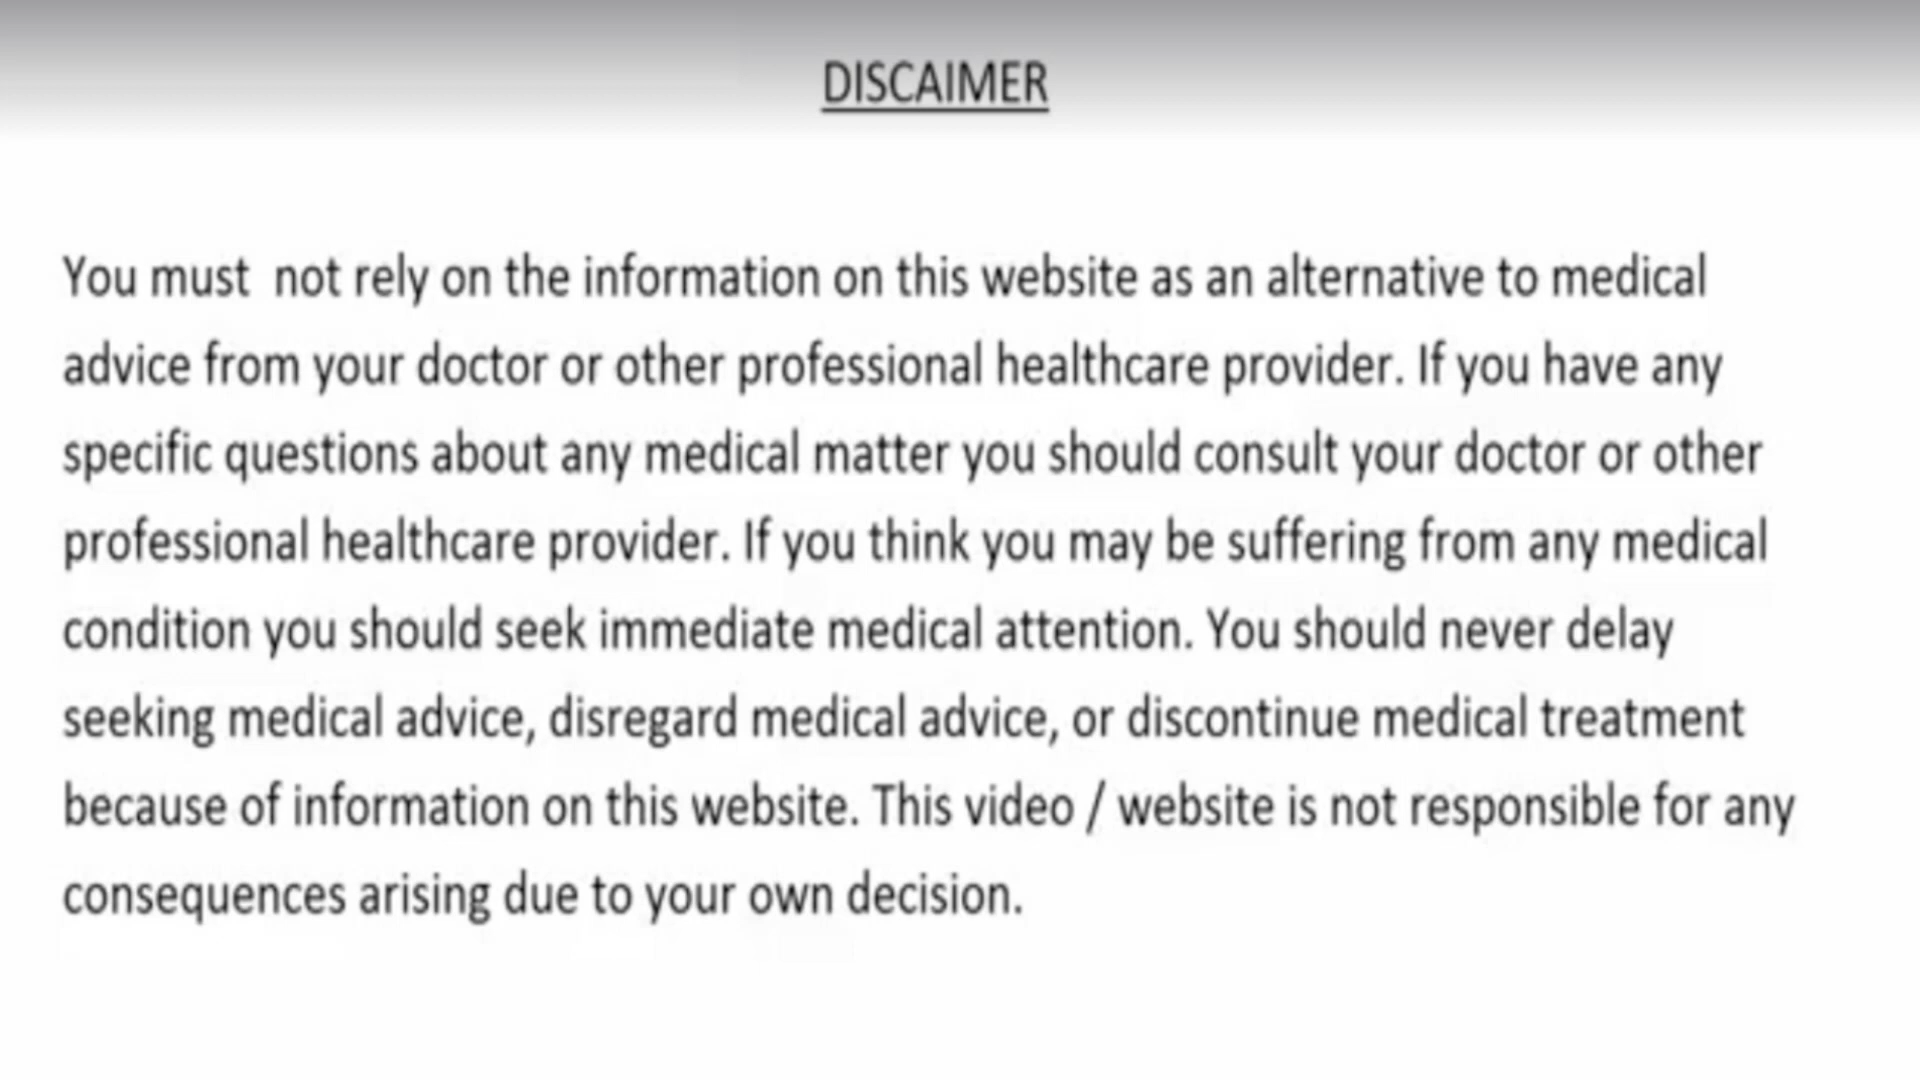 DISCAIMER
You must  not rely on the information on this website as an alternative to medical
advice from your doctor or other professional healthcare provider. If you have any
specific questions about any medical matter you should consult your doctor or other
professional healthcare provider. If you think you may be suffering from any medical
condition you should seek immediate medical attention. You should never delay
seeking medical advice, disregard medical advice, or discontinue medical treatment
because of information on this website. This video / website is not responsible for any
consequences arising due to your own decision.